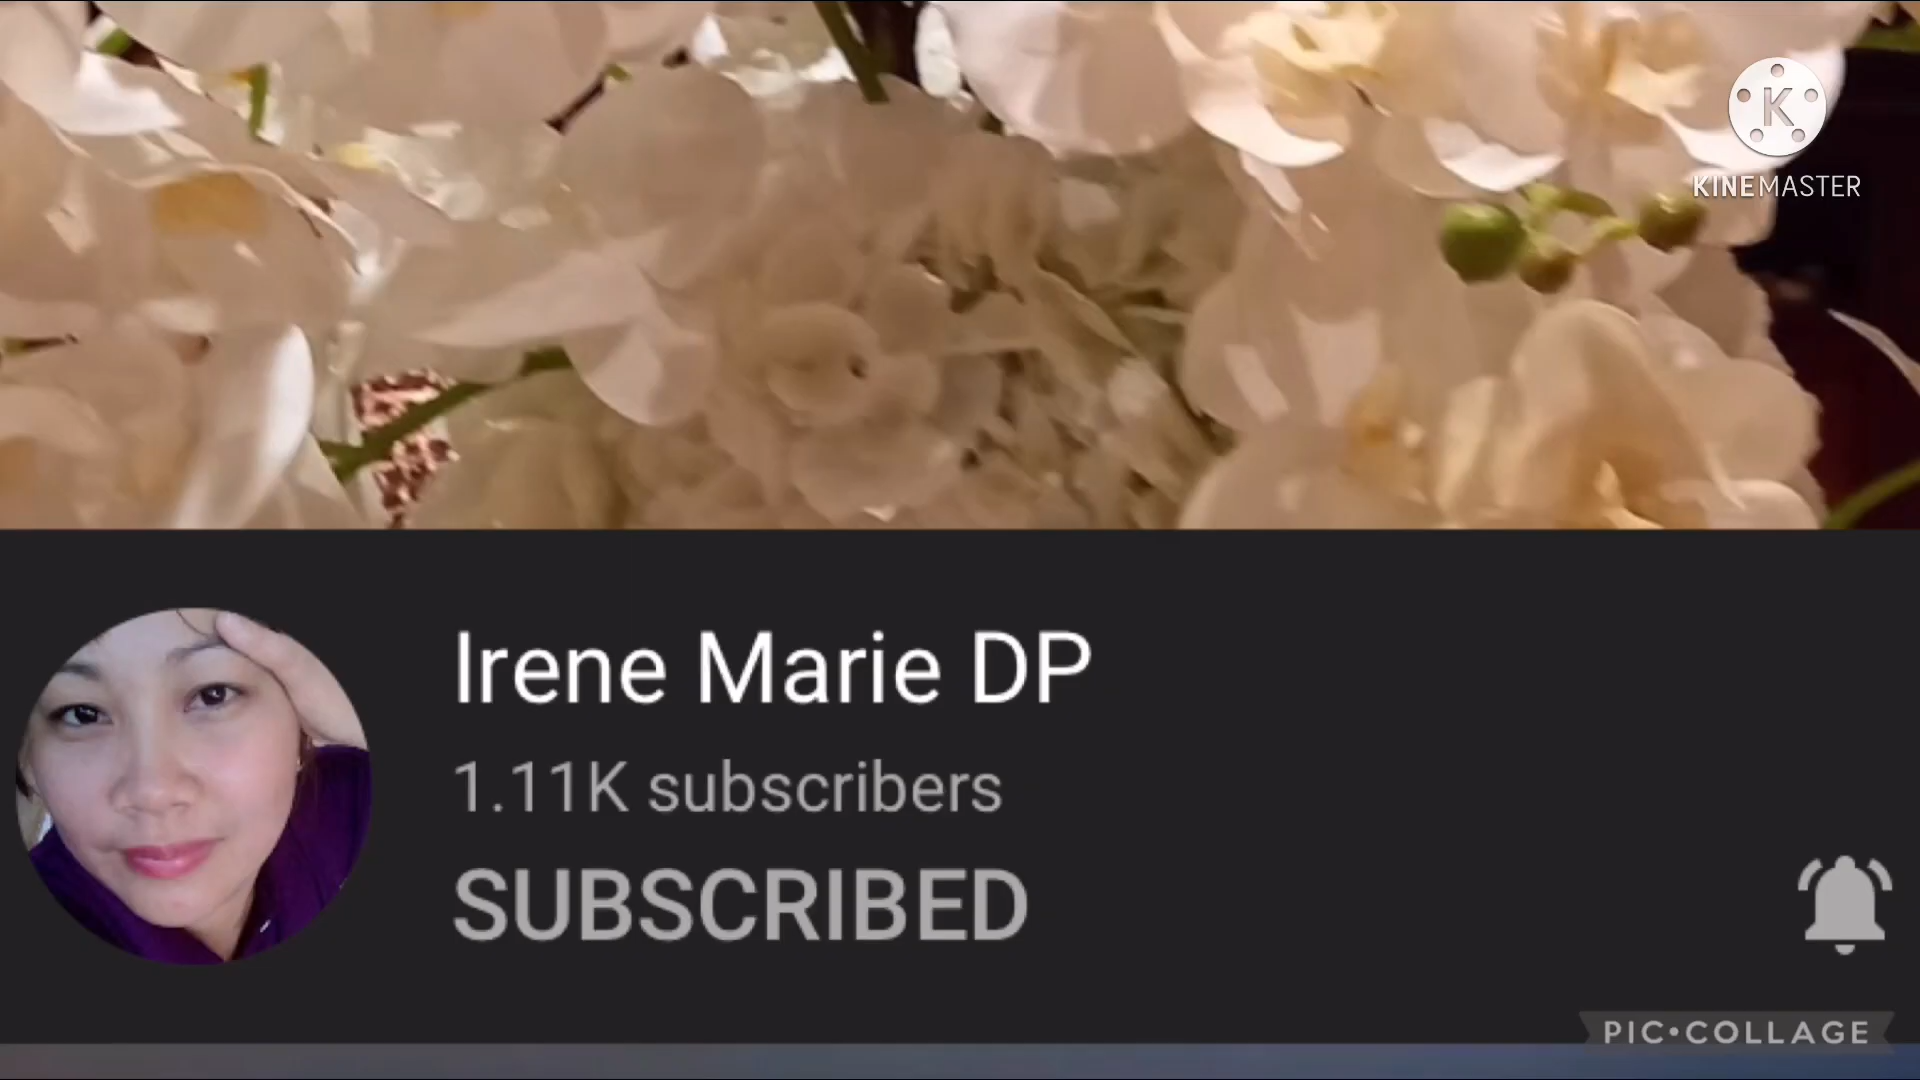 K
KINEMASTER
Irene Marie DP
1.11K subscribers
SUBSCRIBED
PIC•COLLAGE